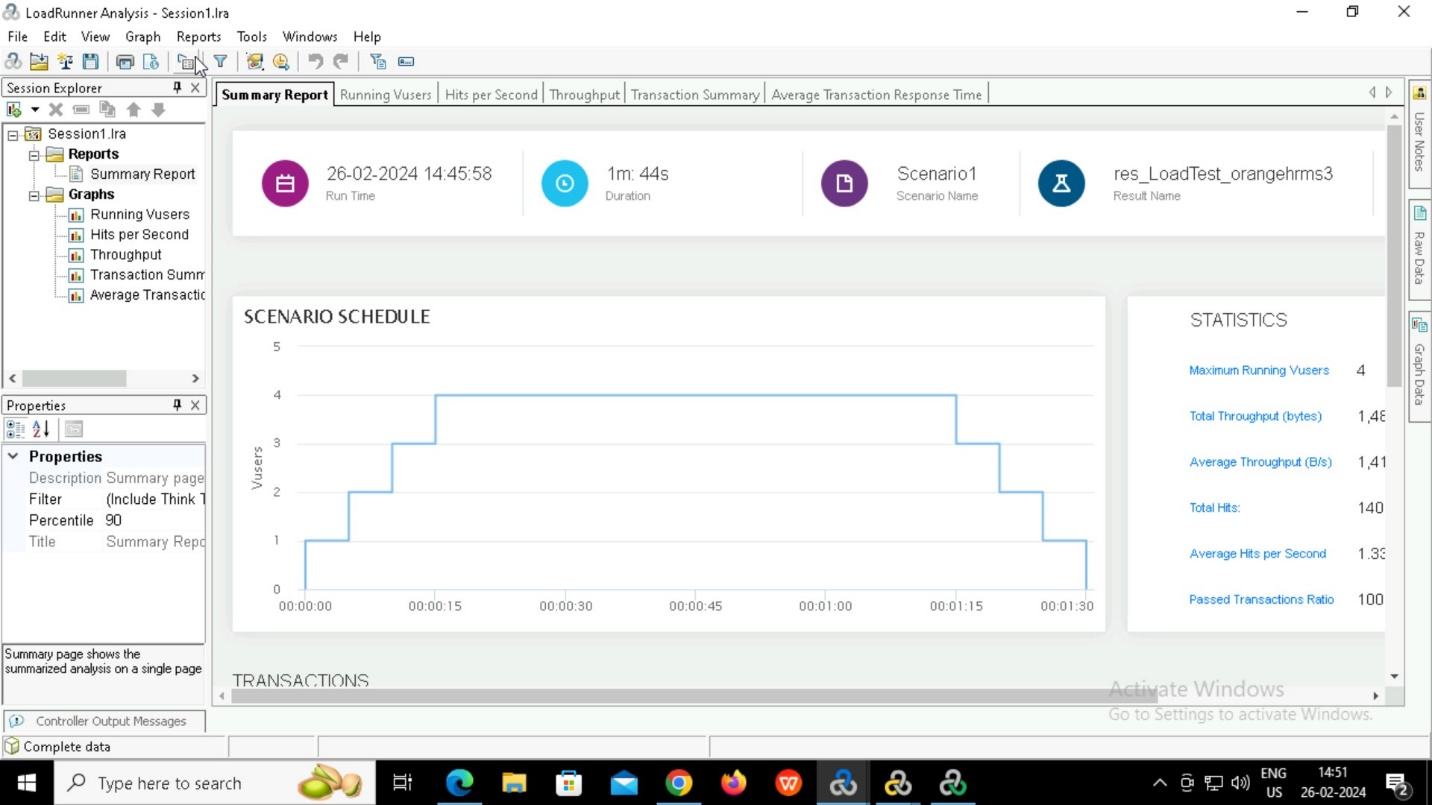 LoadRunner Analysis - Session1.lra
File Edit View Graph Reports Tools Windows Help
Session Explorer
Session1.lra
Reports
Summary Report
Graphs
Running Vusers
Hits per Second
Throughput
Transaction Summ
Average Transactic
Properties
Properties
Description Summary page
Filter (Include Think T
Percentile 90
Title Summary Repo
Summary page shows the
summarized analysis on a single page
Controller Output Messages
Complete data
Summary Report Running Vusers Hits per Second Throughput Transaction Summary Average Transaction Response Time
26-02-2024 14:45:58
Run Time
1m: 44s
Duration
Scenario1
Scenario Name
res_LoadTest_orangehrms3
Result Name
SCENARIO SCHEDULE
5
4
3
2
1
0
Vusers
00:00:00 00:00:15 00:00:30 00:00:45 00:01:00 00:01:15 00:01:30
STATISTICS
Maximum Running Vusers 4
Total Throughput (bytes) 1,48
Average Throughput (B/s) 1,41
Total Hits: 140
Average Hits per Second 1.33
Passed Transactions Ratio 100
TRANSACTIONS
User Notes
Raw Data
Graph Data
Activate Windows
Go to Settings to activate Windows.
Type here to search
ENG
US
14:51
26-02-2024
2